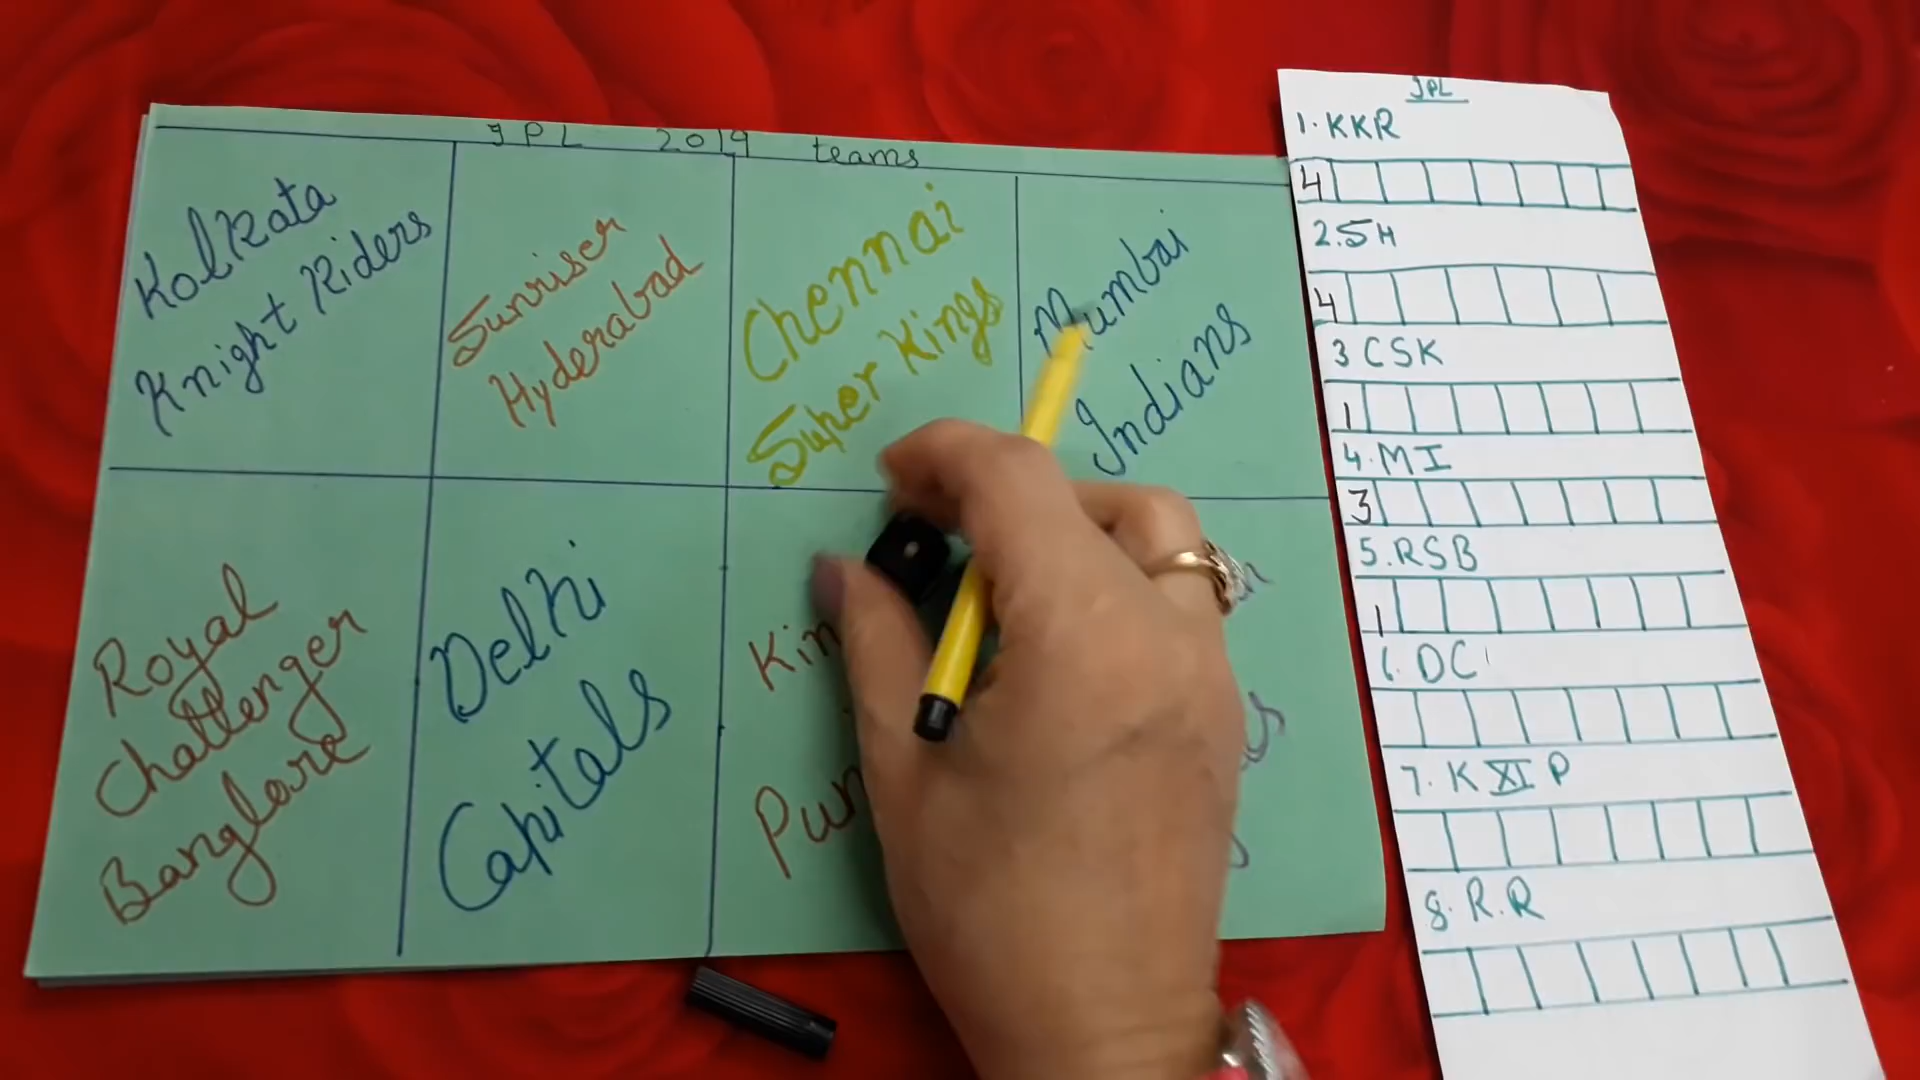 IPL 2019 teams
Kolkata
Knight Riders
Sunriser
Hyderabad
Chennai
Super Kings
Mumbai
Indians
Royal
Challenger
Banglore
Delhi
Capitals
IPL
1. KKR
4
2. SH
4
3 CSK
1
4. MI
3
5. RSB
1
6. DC
7. K XI P
8. R.R